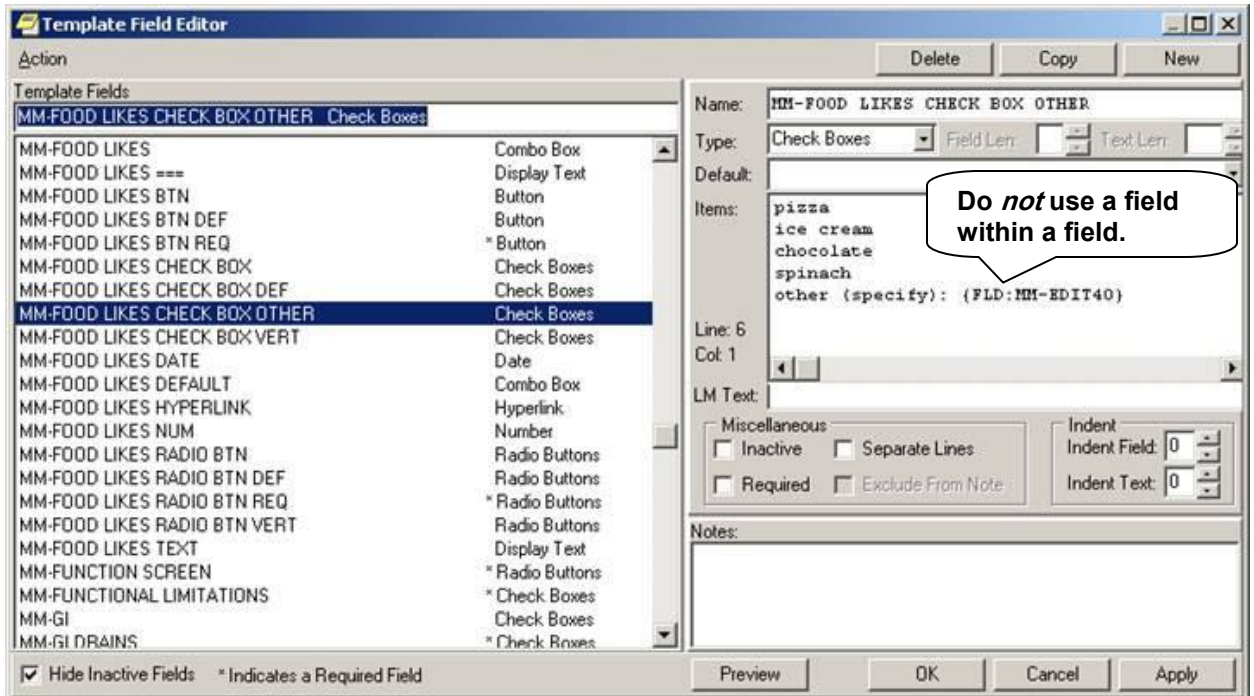 Template Field Editor
Action
Delete Copy New
Template Fields
MM-FOOD LIKES CHECK BOX OTHER Check Boxes
MM-FOOD LIKES Combo Box
MM-FOOD LIKES === Display Text
MM-FOOD LIKES BTN Button
MM-FOOD LIKES BTN DEF Button
MM-FOOD LIKES BTN REQ * Button
MM-FOOD LIKES CHECK BOX Check Boxes
MM-FOOD LIKES CHECK BOX DEF Check Boxes
MM-FOOD LIKES CHECK BOX OTHER Check Boxes
MM-FOOD LIKES CHECK BOX VERT Check Boxes
MM-FOOD LIKES DATE Date
MM-FOOD LIKES DEFAULT Combo Box
MM-FOOD LIKES HYPERLINK Hyperlink
MM-FOOD LIKES NUM Number
MM-FOOD LIKES RADIO BTN Radio Buttons
MM-FOOD LIKES RADIO BTN DEF Radio Buttons
MM-FOOD LIKES RADIO BTN REQ * Radio Buttons
MM-FOOD LIKES RADIO BTN VERT Radio Buttons
MM-FOOD LIKES TEXT Display Text
MM-FUNCTION SCREEN * Radio Buttons
MM-FUNCTIONAL LIMITATIONS * Check Boxes
MM-GI Check Boxes
MM-GI DRAINS * Check Boxes
Name: MM-FOOD LIKES CHECK BOX OTHER
Type: Check Boxes Field Len: Text Len:
Default:
Items:
pizza
ice cream
chocolate
spinach
other (specify): {FLD:MM-EDIT40}
Do not use a field
within a field.
Line: 6
Col: 1
LM Text:
Miscellaneous
Inactive Separate Lines
Required Exclude From Note
Indent
Indent Field: 0
Indent Text: 0
Notes:
Hide Inactive Fields * Indicates a Required Field
Preview OK Cancel Apply